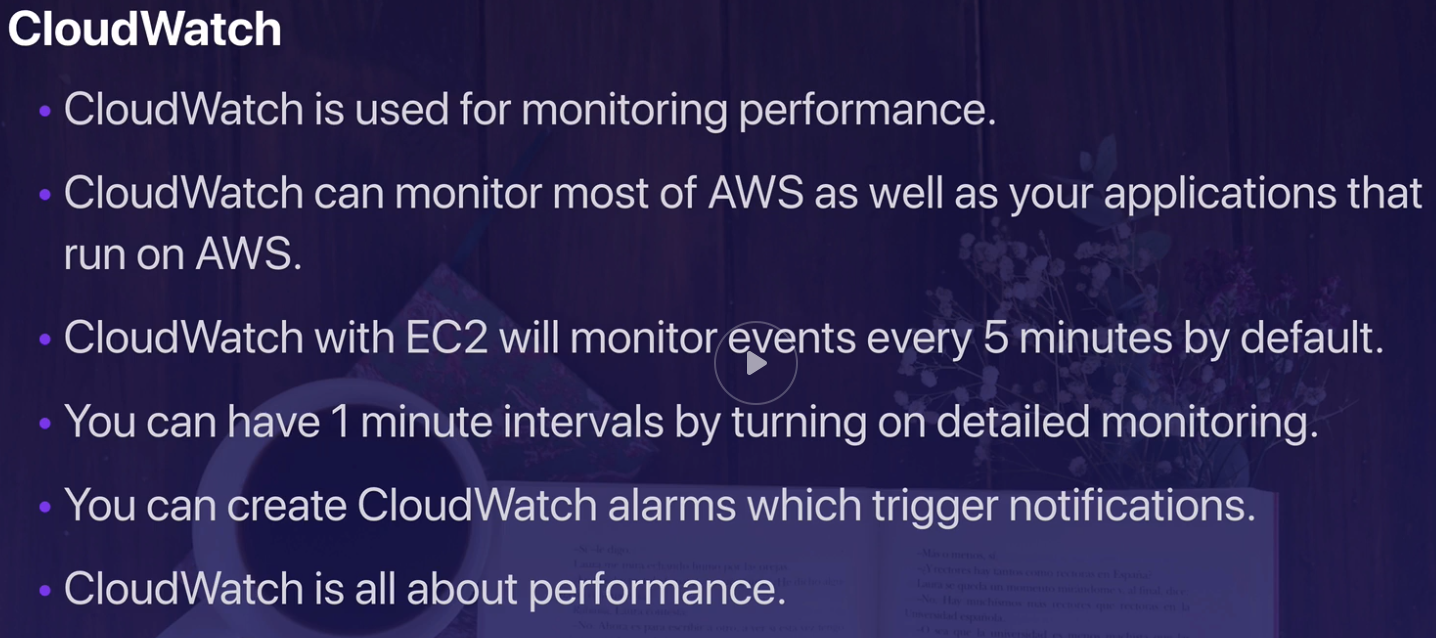 CloudWatch
• CloudWatch is used for monitoring performance.
• CloudWatch can monitor most of AWS as well as your applications that
run on AWS.
• CloudWatch with EC2 will monitor events every 5 minutes by default.
• You can have 1 minute intervals by turning on detailed monitoring.
• You can create CloudWatch alarms which trigger notifications.
• CloudWatch is all about performance.